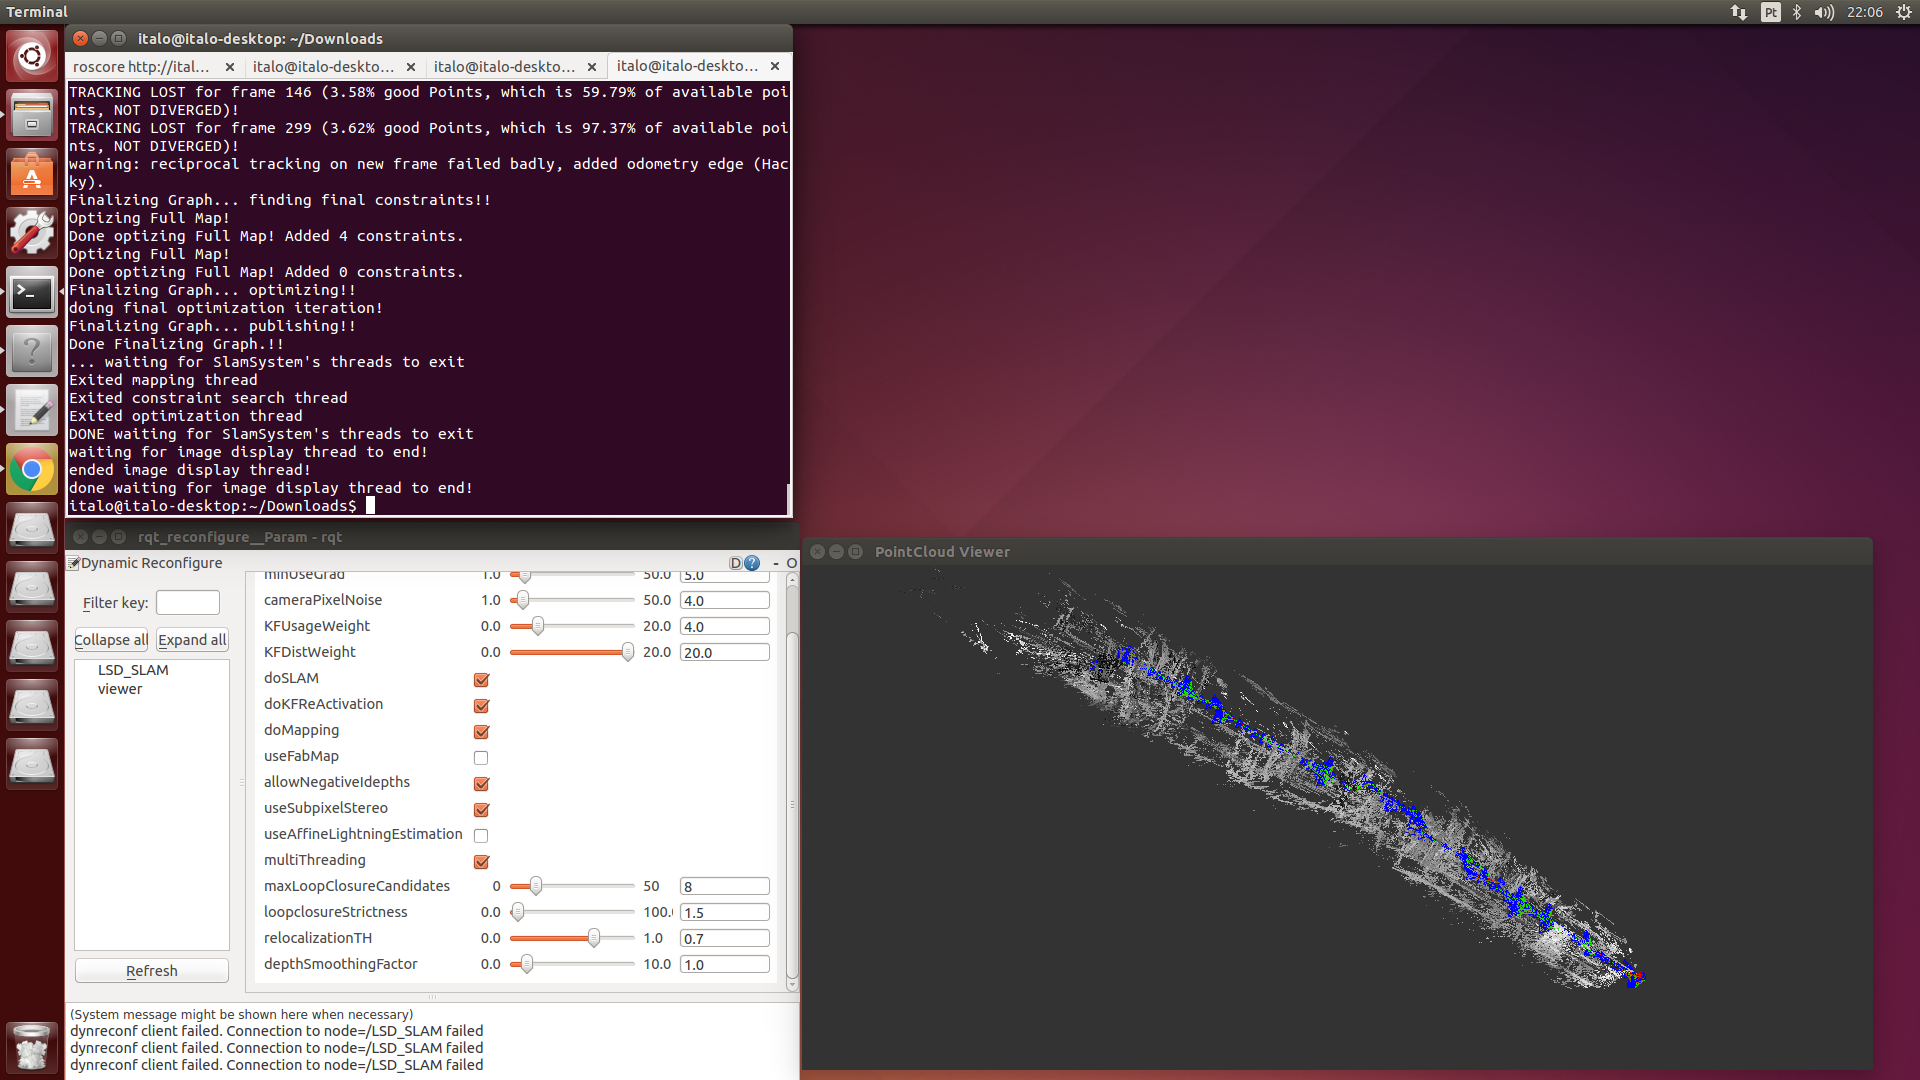 Terminal
Pt
22:06
italo@italo-desktop: ~/Downloads
roscore http://ital...
italo@italo-deskto...
italo@italo-deskto...
italo@italo-deskto...
TRACKING LOST for frame 146 (3.58% good Points, which is 59.79% of available poi
nts, NOT DIVERGED)!
TRACKING LOST for frame 299 (3.62% good Points, which is 97.37% of available poi
nts, NOT DIVERGED)!
warning: reciprocal tracking on new frame failed badly, added odometry edge (Hac
ky).
Finalizing Graph... finding final constraints!!
Optizing Full Map!
Done optizing Full Map! Added 4 constraints.
Optizing Full Map!
Done optizing Full Map! Added 0 constraints.
Finalizing Graph... optimizing!!
doing final optimization iteration!
Finalizing Graph... publishing!!
Done Finalizing Graph.!!
... waiting for SlamSystem's threads to exit
Exited mapping thread
Exited constraint search thread
Exited optimization thread
DONE waiting for SlamSystem's threads to exit
waiting for image display thread to end!
ended image display thread!
done waiting for image display thread to end!
italo@italo-desktop:~/Downloads$
rqt_reconfigure__Param - rqt
Dynamic Reconfigure
D
- O
Filter key:
Collapse all
Expand all
LSD_SLAM
viewer
Refresh
minUseGrad 1.0 50.0 5.0
cameraPixelNoise 1.0 50.0 4.0
KFUsageWeight 0.0 20.0 4.0
KFDistWeight 0.0 20.0 20.0
doSLAM
doKFReActivation
doMapping
useFabMap
allowNegativeIdepths
useSubpixelStereo
useAffineLightningEstimation
multiThreading
maxLoopClosureCandidates 0 50 8
loopclosureStrictness 0.0 100. 1.5
relocalizationTH 0.0 1.0 0.7
depthSmoothingFactor 0.0 10.0 1.0
(System message might be shown here when necessary)
dynreconf client failed. Connection to node=/LSD_SLAM failed
dynreconf client failed. Connection to node=/LSD_SLAM failed
dynreconf client failed. Connection to node=/LSD_SLAM failed
PointCloud Viewer